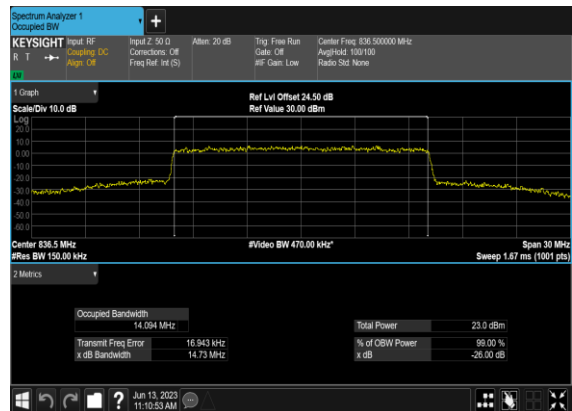 Spectrum Analyzer 1
Occupied BW
+
KEYSIGHT Input: RF Input Z: 50 Ω Atten: 20 dB Trig: Free Run Center Freq: 836.500000 MHz
R T Coupling: DC Corrections: Off Gate: Off Avg|Hold: 100/100
Align: Off Freq Ref: Int (S) #IF Gain: Low Radio Std: None
1 Graph Ref Lvl Offset 24.50 dB
Scale/Div 10.0 dB Ref Value 30.00 dBm
Log
20.0
10.0
0.00
-10.0
-20.0
-30.0
-40.0
-50.0
-60.0
Center 836.5 MHz #Video BW 470.00 kHz* Span 30 MHz
#Res BW 150.00 kHz Sweep 1.67 ms (1001 pts)
2 Metrics
Occupied Bandwidth
14.094 MHz Total Power 23.0 dBm
Transmit Freq Error 16.943 kHz % of OBW Power 99.00 %
x dB Bandwidth 14.73 MHz x dB -26.00 dB
? Jun 13, 2023
11:10:53 AM